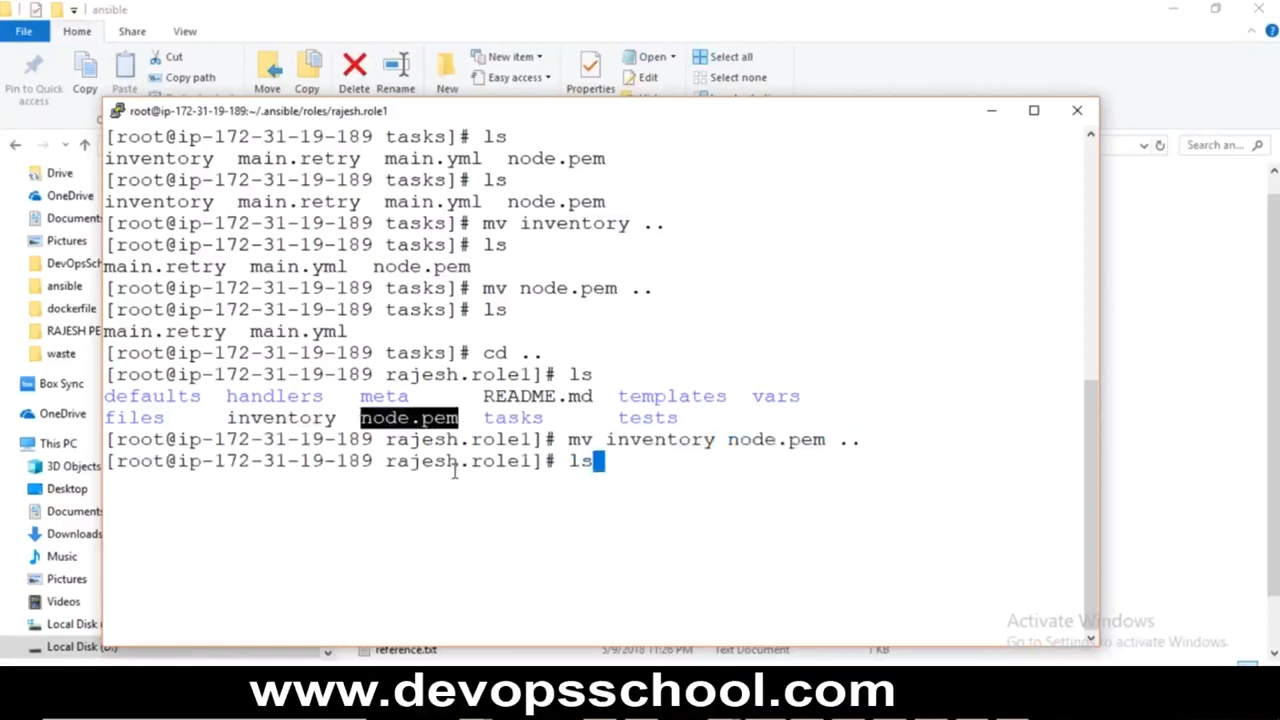 ansible
File Home Share View
Pin to Quick access
Copy
Paste
Cut
Copy path
Move
Copy
Delete
Rename
New
New item
Easy access
Properties
Open
Edit
Select all
Select none
root@ip-172-31-19-189:~/.ansible/roles/rajesh.role1
Search an...
Drive
OneDrive
Document
Pictures
DevOpsSch
ansible
dockerfile
RAJESH PE
waste
Box Sync
OneDrive
This PC
3D Objects
Desktop
Documents
Downloads
Music
Pictures
Videos
Local Disk (
Local Disk (D:)
[root@ip-172-31-19-189 tasks]# ls
inventory main.retry main.yml node.pem
[root@ip-172-31-19-189 tasks]# ls
inventory main.retry main.yml node.pem
[root@ip-172-31-19-189 tasks]# mv inventory ..
[root@ip-172-31-19-189 tasks]# ls
main.retry main.yml node.pem
[root@ip-172-31-19-189 tasks]# mv node.pem ..
[root@ip-172-31-19-189 tasks]# ls
main.retry main.yml
[root@ip-172-31-19-189 tasks]# cd ..
[root@ip-172-31-19-189 rajesh.role1]# ls
defaults handlers meta README.md templates vars
files inventory node.pem tasks tests
[root@ip-172-31-19-189 rajesh.role1]# mv inventory node.pem ..
[root@ip-172-31-19-189 rajesh.role1]# ls
Activate Windows
Go to Settings to activate Windows.
reference.txt 5/9/2018 11:26 PM Text Document 1 KB
www.devopsschool.com